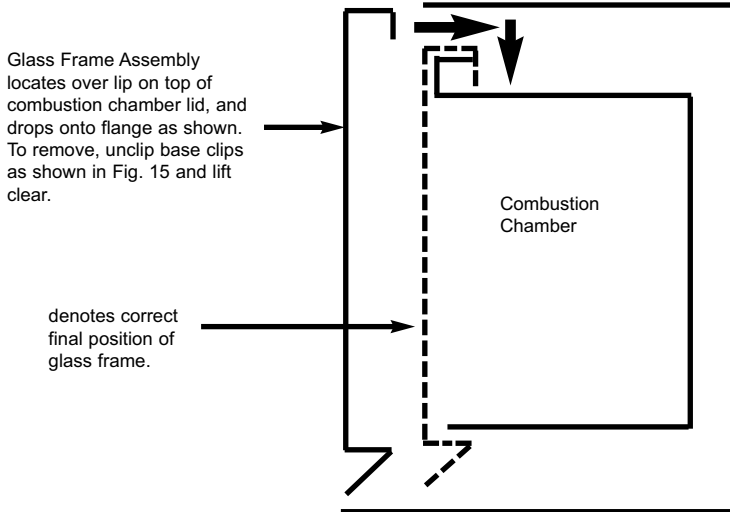 Glass Frame Assembly
locates over lip on top of
combustion chamber lid, and
drops onto flange as shown.
To remove, unclip base clips
as shown in Fig. 15 and lift
clear.
Combustion
Chamber
denotes correct
final position of
glass frame.